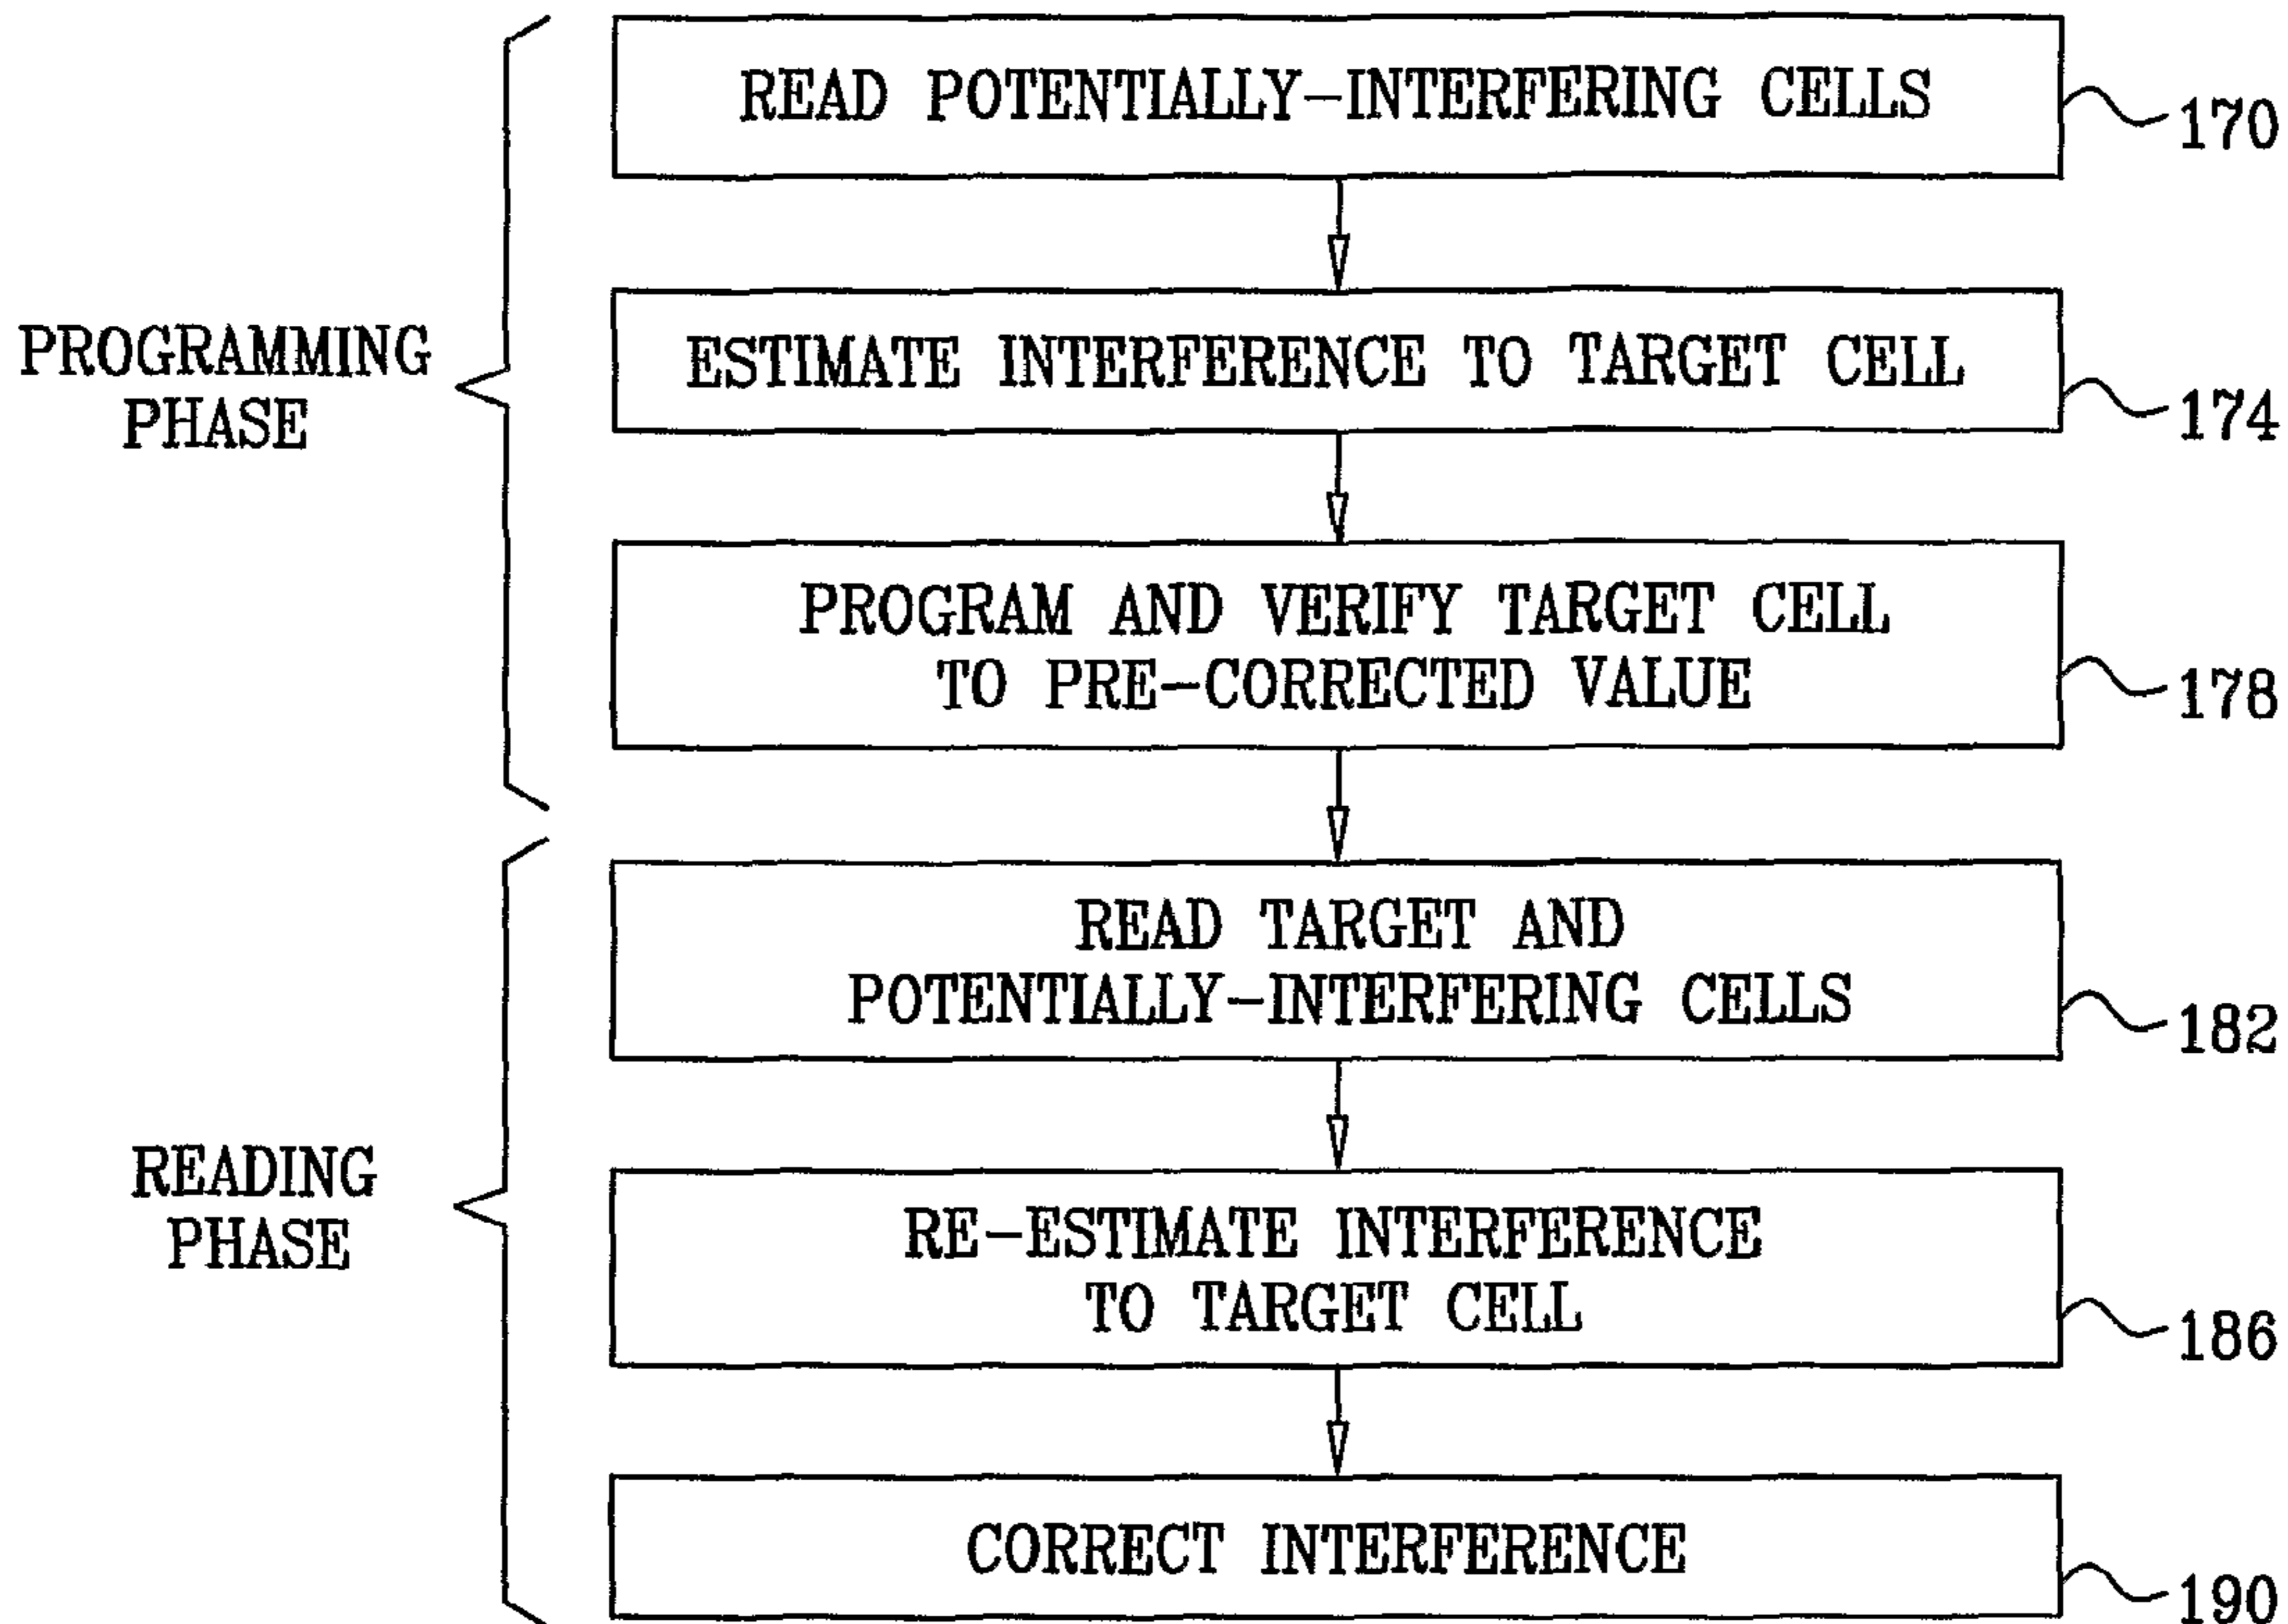 READ POTENTIALLY-INTERFERING CELLS
170
ESTIMATE INTERFERENCE TO TARGET CELL
174
PROGRAMMING
PHASE
PROGRAM AND VERIFY TARGET CELL
TO PRE-CORRECTED VALUE
178
READ TARGET AND
POTENTIALLY-INTERFERING CELLS
182
READING
PHASE
RE-ESTIMATE INTERFERENCE
TO TARGET CELL
186
CORRECT INTERFERENCE
190